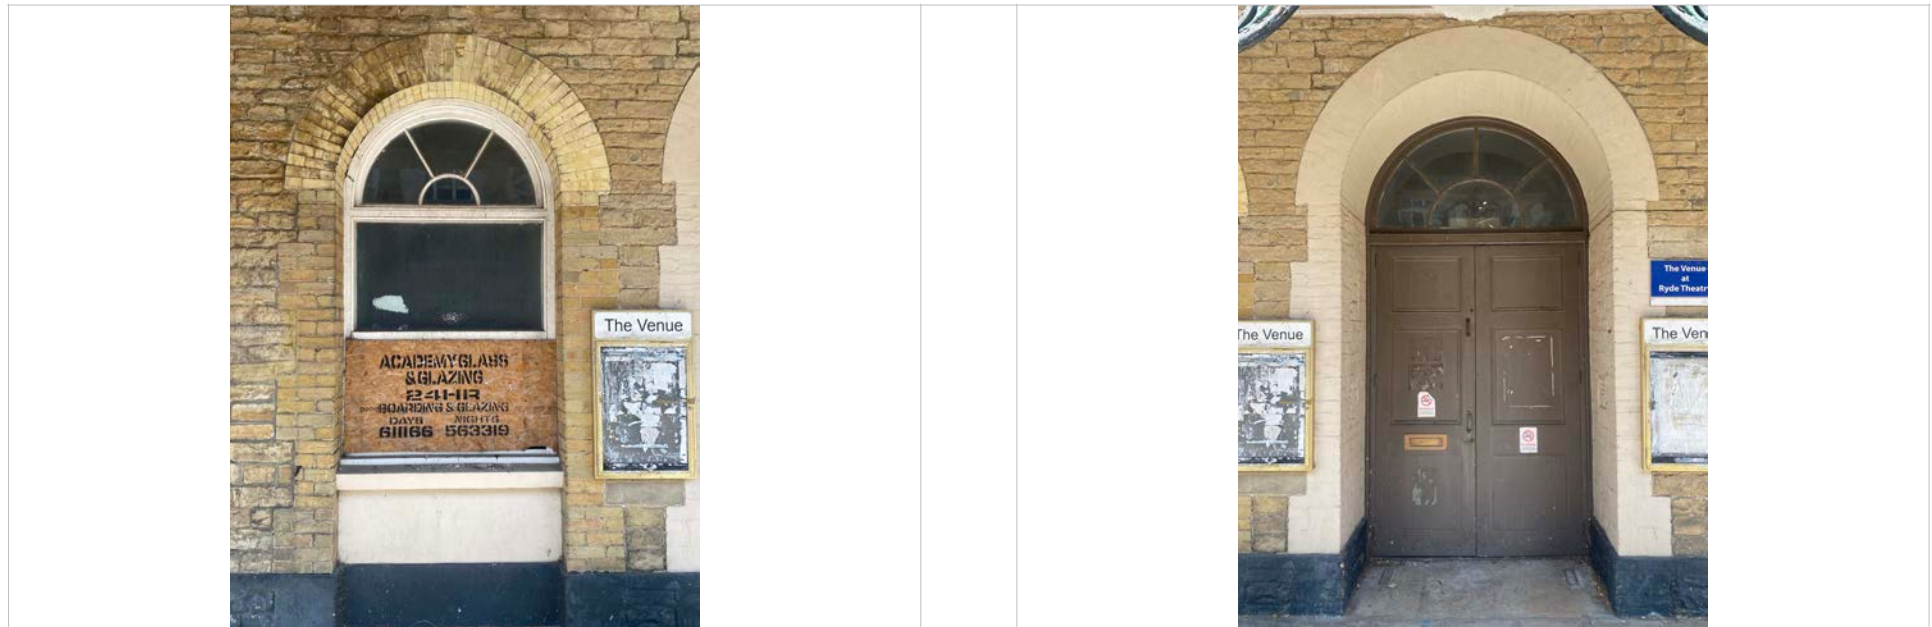 ACADEMY GLASS
& GLAZING
24-HR
BOARDING & GLAZING
DAYS NIGHTS
611166 563319
The Venue
The Venue
The Venue
at
Ryde Theatr
The Ven